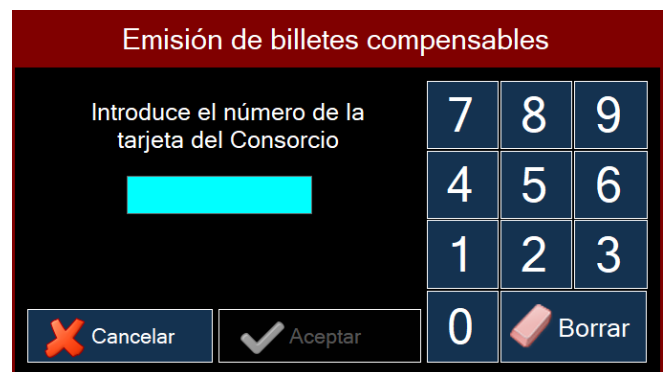 Emisión de billetes compensables
Introduce el número de la
tarjeta del Consorcio
7 8 9
4 5 6
1 2 3
0 Borrar
Cancelar Aceptar